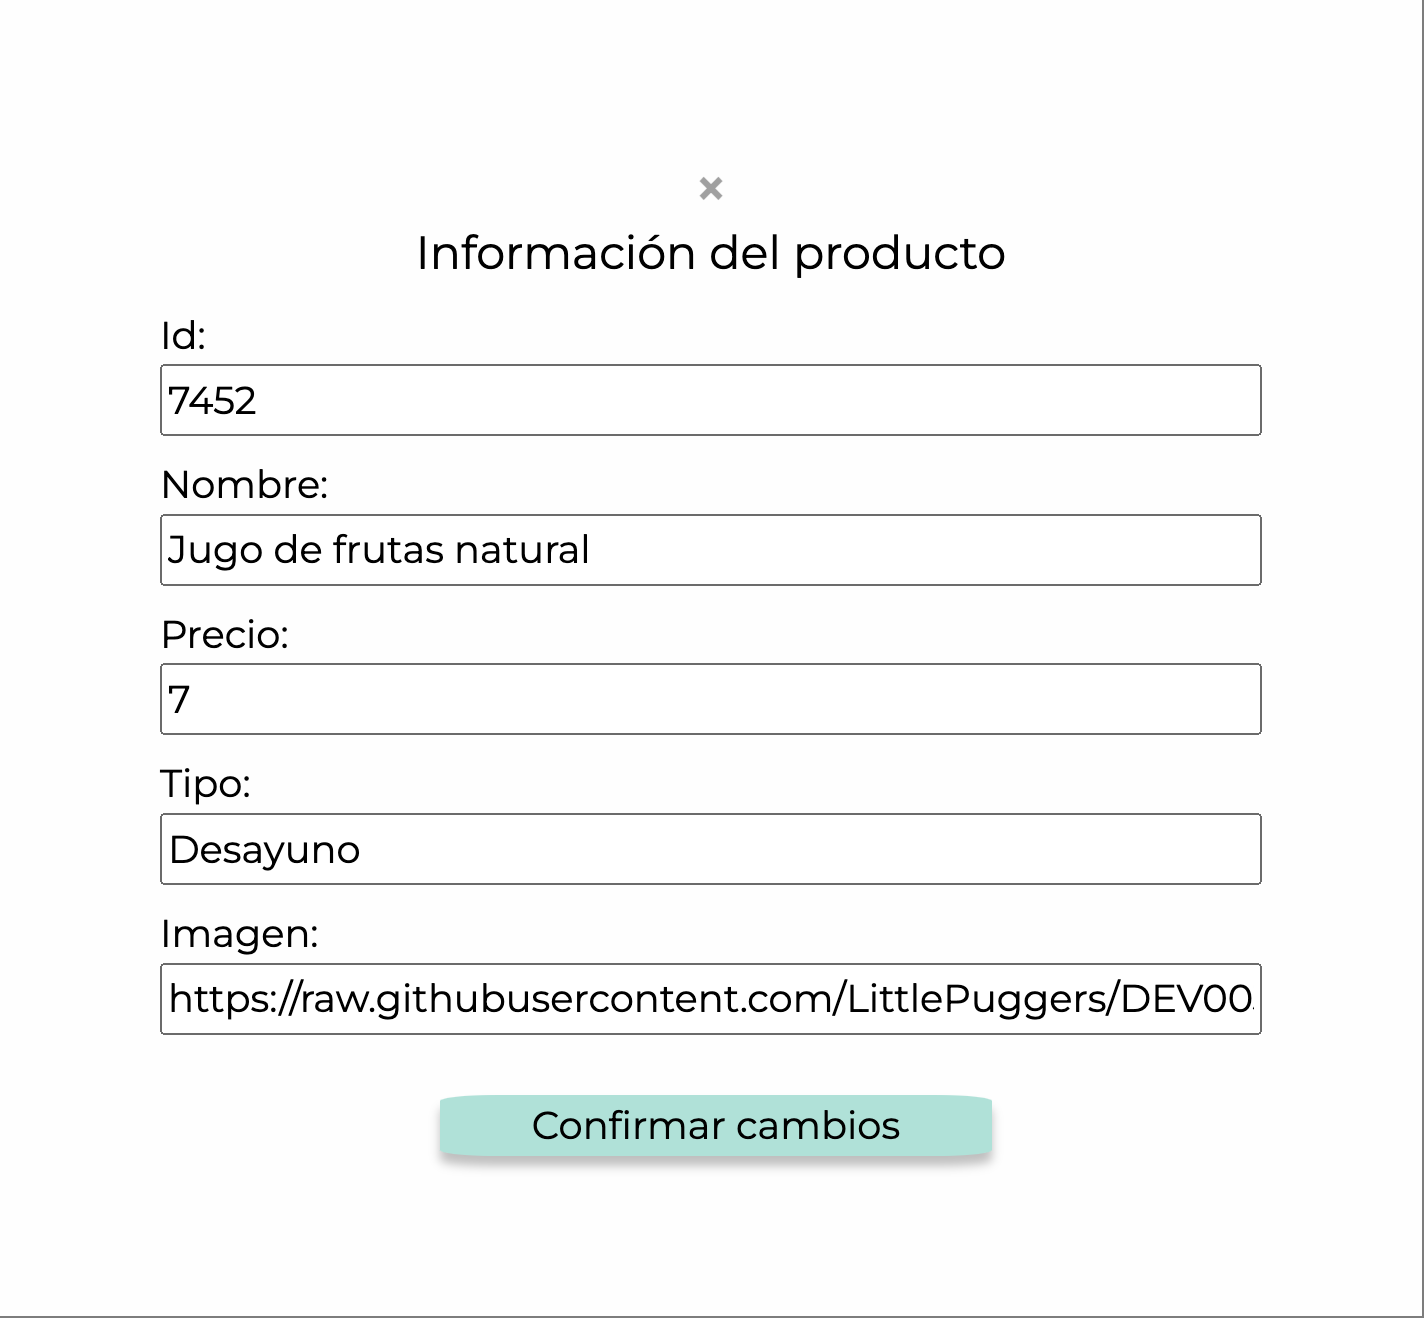 ×
Información del producto
Id:
7452
Nombre:
Jugo de frutas natural
Precio:
7
Tipo:
Desayuno
Imagen:
https://raw.githubusercontent.com/LittlePuggers/DEV00
Confirmar cambios